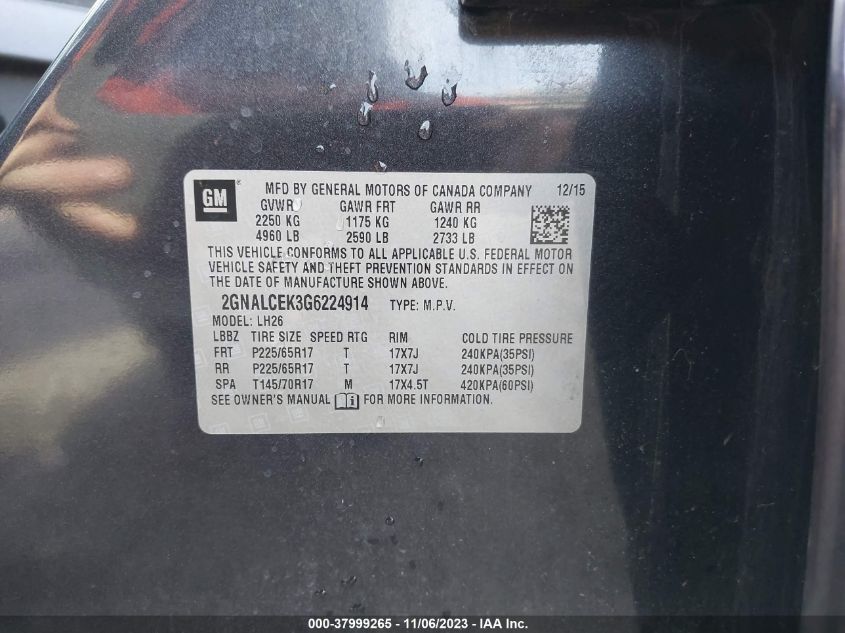 GM ® MFD BY GENERAL MOTORS OF CANADA COMPANY 12/15
GVWR GAWR FRT GAWR RR
2250 KG 1175 KG 1240 KG
4960 LB 2590 LB 2733 LB
THIS VEHICLE CONFORMS TO ALL APPLICABLE U.S. FEDERAL MOTOR
VEHICLE SAFETY AND THEFT PREVENTION STANDARDS IN EFFECT ON
THE DATE OF MANUFACTURE SHOWN ABOVE.
2GNALCEK3G6224914 TYPE: M.P.V.
MODEL: LH26
LBBZ TIRE SIZE SPEED RTG RIM COLD TIRE PRESSURE
FRT P225/65R17 T 17X7J 240KPA(35PSI)
RR P225/65R17 T 17X7J 240KPA(35PSI)
SPA T145/70R17 M 17X4.5T 420KPA(60PSI)
SEE OWNER'S MANUAL FOR MORE INFORMATION.
000-37999265 - 11/06/2023 - IAA Inc.